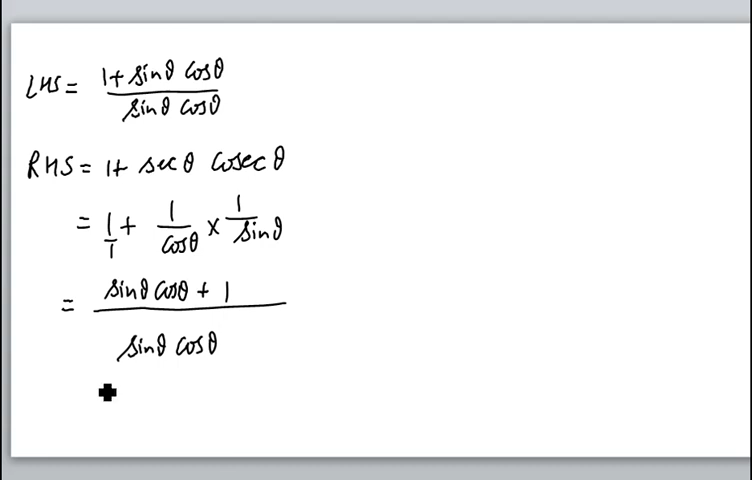 LHS = 1 + sinθ cosθ / sinθ cosθ
RHS = 1 + secθ cosecθ
= 1/1 + 1/cosθ × 1/sinθ
= sinθ cosθ + 1 / sinθ cosθ